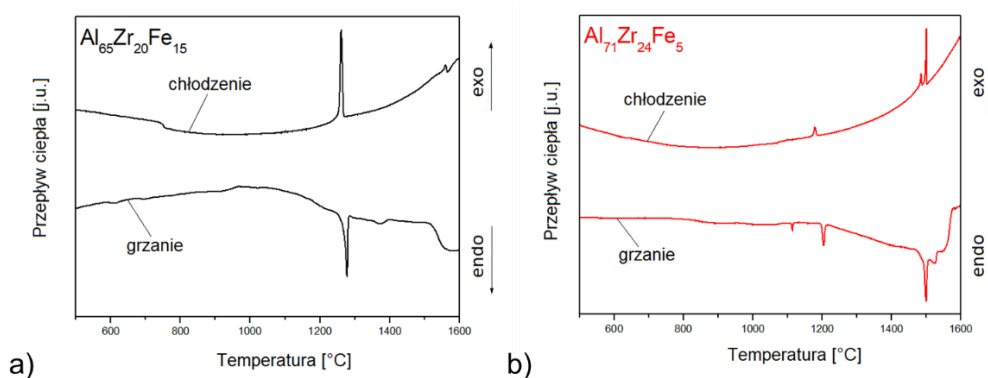 Al65Zr20Fe15
chłodzenie
grzanie
Przepływ ciepła [j.u.]
exo
endo
600 800 1000 1200 1400 1600
Temperatura [°C]
a)
Al71Zr24Fe5
chłodzenie
grzanie
Przepływ ciepła [j.u.]
exo
endo
600 800 1000 1200 1400 1600
Temperatura [°C]
b)